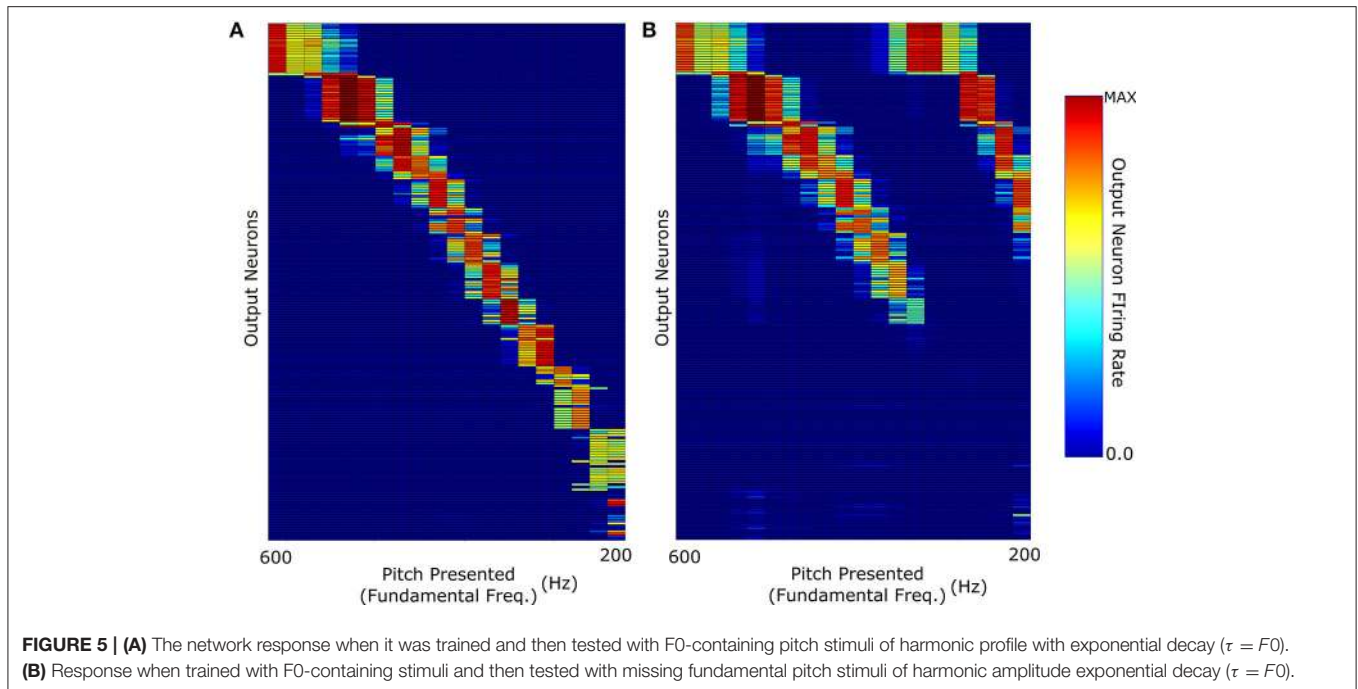 A
B
Output Neurons
Output Neurons
MAX
Output Neuron FIring Rate
0.0
600
200
600
200
Pitch Presented
(Fundamental Freq.) (Hz)
Pitch Presented
(Fundamental Freq.) (Hz)
FIGURE 5 | (A) The network response when it was trained and then tested with F0-containing pitch stimuli of harmonic profile with exponential decay (τ = F0).
(B) Response when trained with F0-containing stimuli and then tested with missing fundamental pitch stimuli of harmonic amplitude exponential decay (τ = F0).